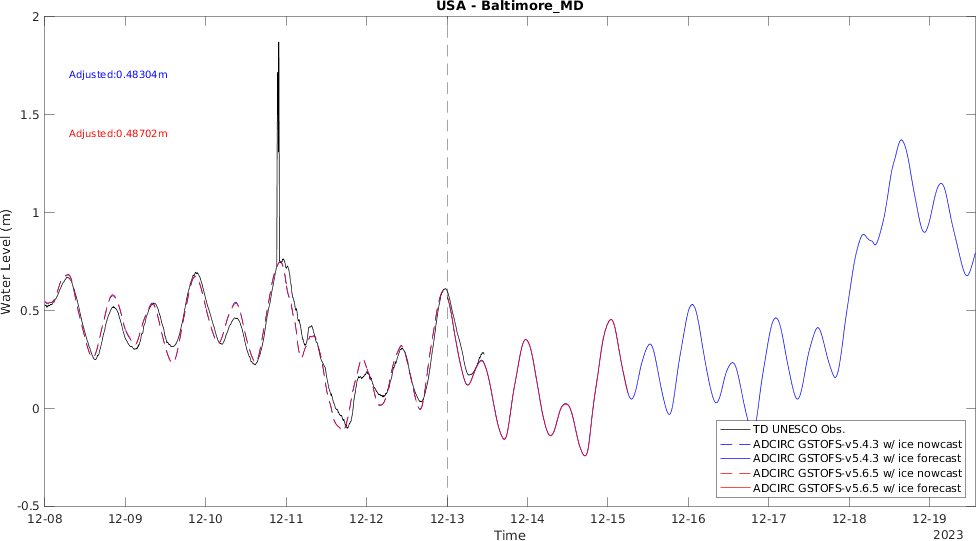 USA - Baltimore_MD
2
Adjusted:0.48304m
1.5
Adjusted:0.48702m
1
Water Level (m)
0.5
0
-0.5
TD UNESCO Obs.
ADCIRC GSTOFS-v5.4.3 w/ ice nowcast
ADCIRC GSTOFS-v5.4.3 w/ ice forecast
ADCIRC GSTOFS-v5.6.5 w/ ice nowcast
ADCIRC GSTOFS-v5.6.5 w/ ice forecast
12-08 12-09 12-10 12-11 12-12 12-13 12-14 12-15 12-16 12-17 12-18 12-19
Time
2023